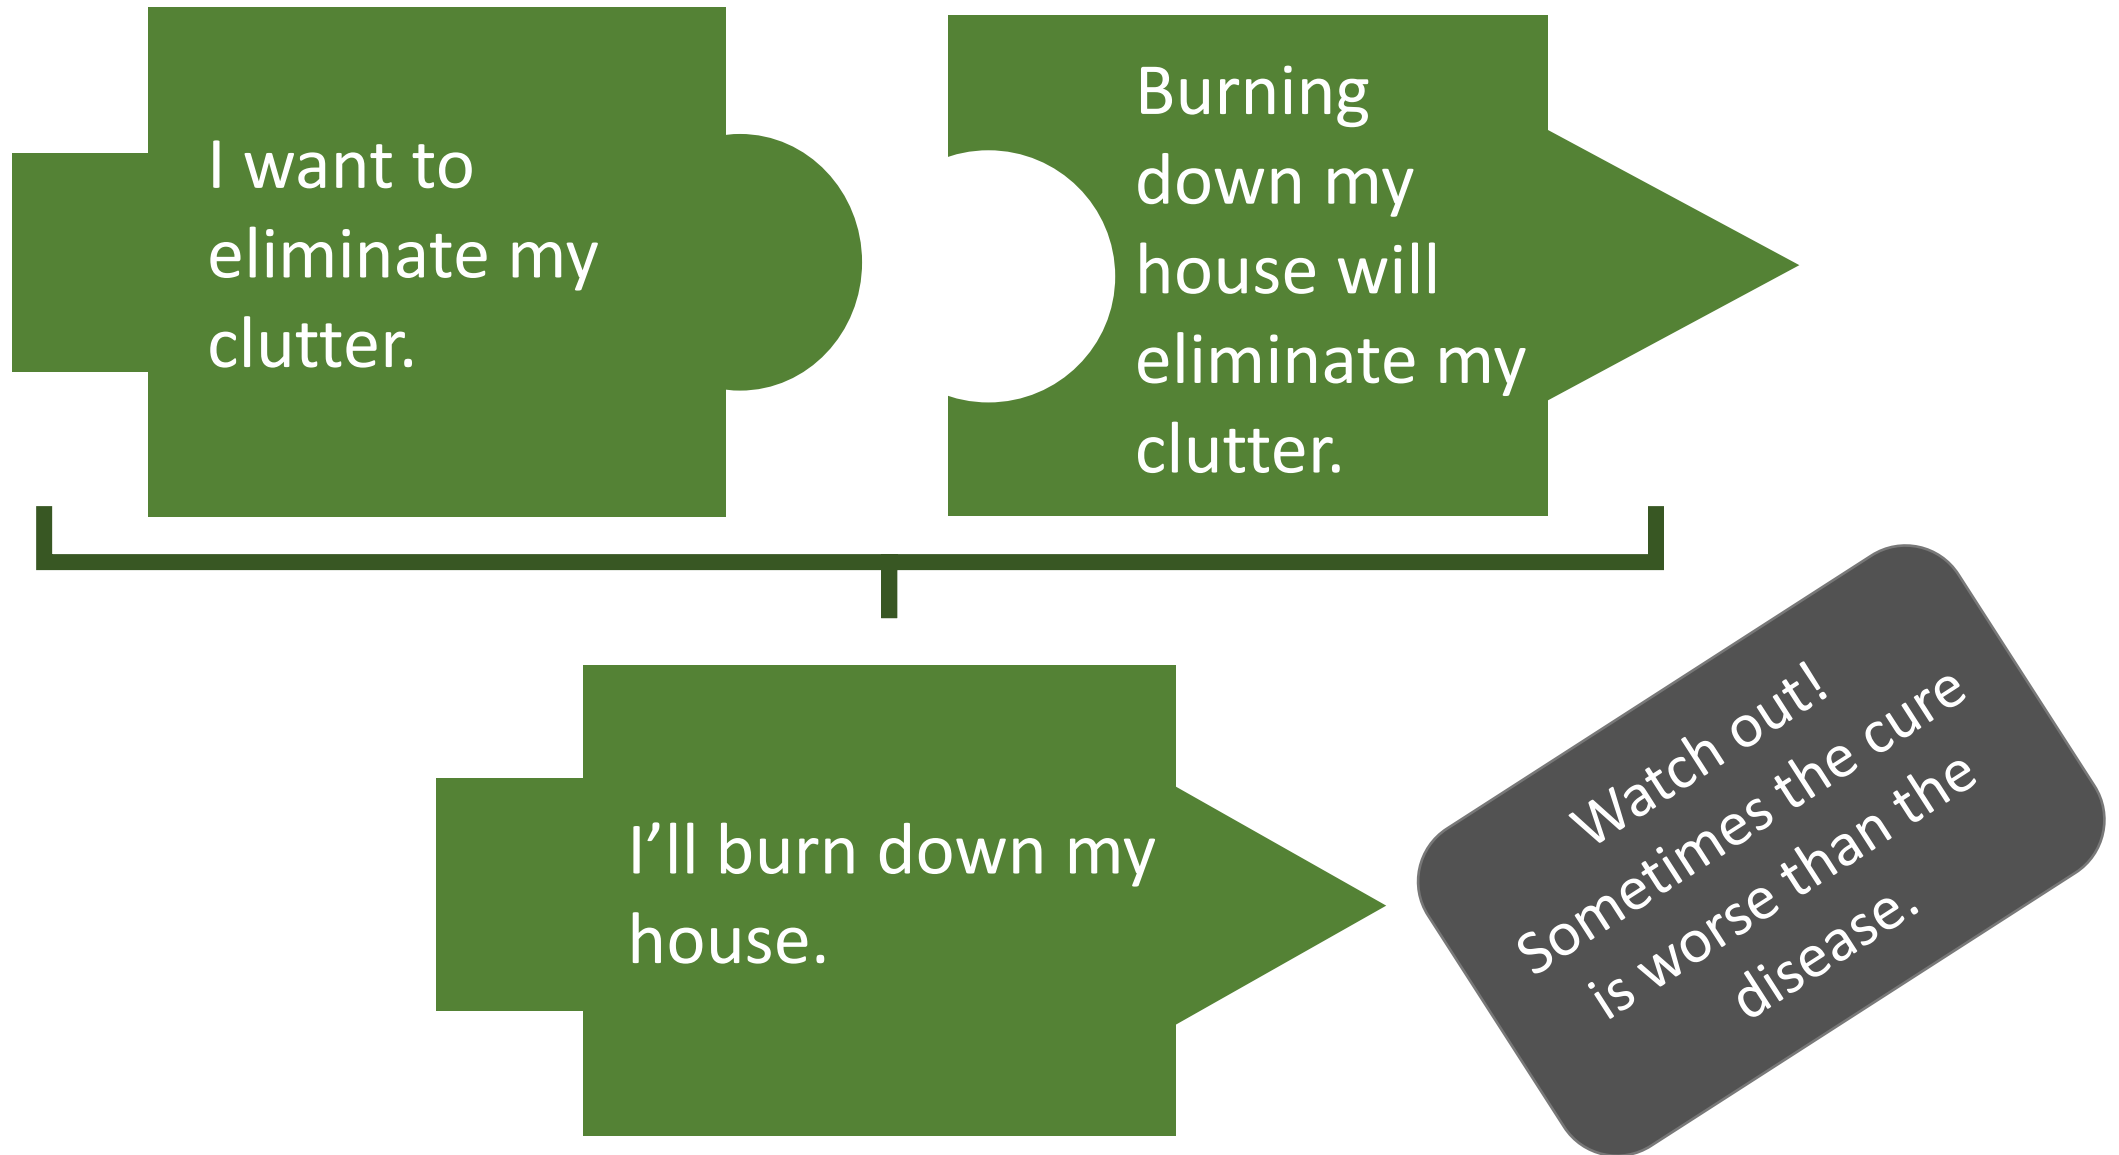 I want to
eliminate my
clutter.
Burning
down my
house will
eliminate my
clutter.
I’ll burn down my
house.
Watch out!
Sometimes the cure
is worse than the
disease.